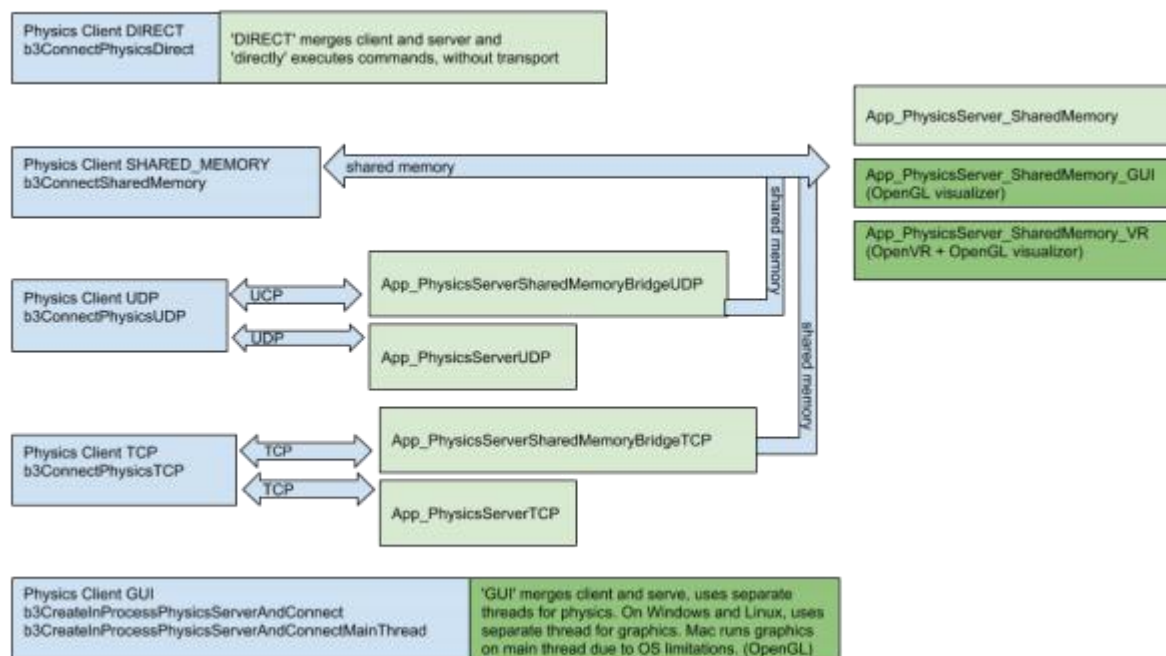 Physics Client DIRECT
b3ConnectPhysicsDirect
'DIRECT' merges client and server and
'directly' executes commands, without transport
App_PhysicsServer_SharedMemory
Physics Client SHARED_MEMORY
b3ConnectSharedMemory
shared memory
App_PhysicsServer_SharedMemory_GUI
(OpenGL visualizer)
App_PhysicsServer_SharedMemory_VR
(OpenVR + OpenGL visualizer)
shared memory
Physics Client UDP
b3ConnectPhysicsUDP
UCP
App_PhysicsServerSharedMemoryBridgeUDP
UDP
App_PhysicsServerUDP
shared memory
Physics Client TCP
b3ConnectPhysicsTCP
TCP
App_PhysicsServerSharedMemoryBridgeTCP
TCP
App_PhysicsServerTCP
Physics Client GUI
b3CreateInProcessPhysicsServerAndConnect
b3CreateInProcessPhysicsServerAndConnectMainThread
'GUI' merges client and serve, uses separate
threads for physics. On Windows and Linux, uses
separate thread for graphics. Mac runs graphics
on main thread due to OS limitations. (OpenGL)